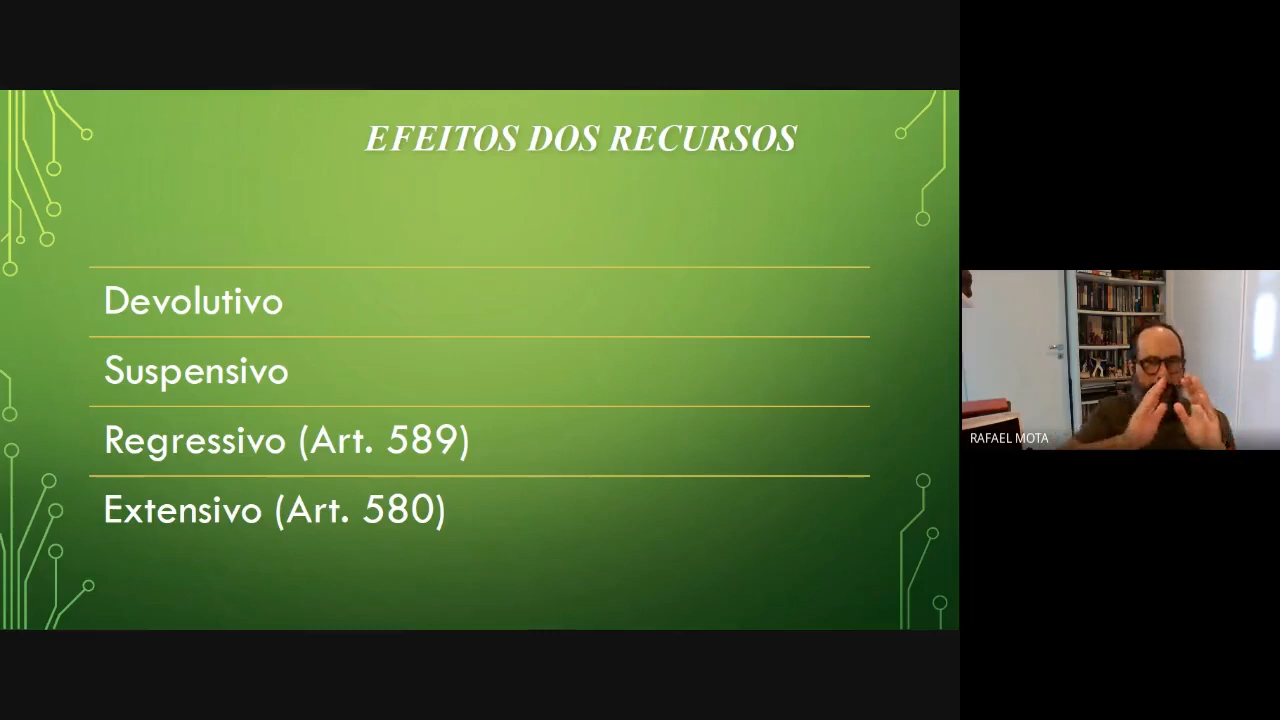 EFEITOS DOS RECURSOS
Devolutivo
Suspensivo
Regressivo (Art. 589)
Extensivo (Art. 580)
RAFAEL MOTA